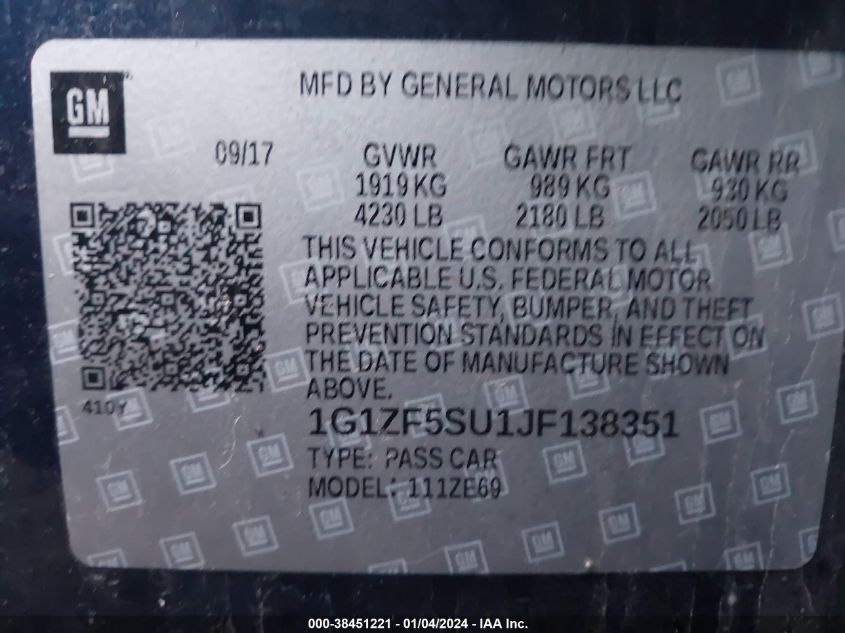 GM
MFD BY GENERAL MOTORS LLC
09/17 GVWR GAWR FRT GAWR RR
1919 KG 989 KG 930 KG
4230 LB 2180 LB 2050 LB
THIS VEHICLE CONFORMS TO ALL
APPLICABLE U.S. FEDERAL MOTOR
VEHICLE SAFETY, BUMPER, AND THEFT
PREVENTION STANDARDS IN EFFECT ON
THE DATE OF MANUFACTURE SHOWN
ABOVE.
410Y
1G1ZF5SU1JF138351
TYPE: PASS CAR
MODEL: 111ZE69
000-38451221 - 01/04/2024 - IAA Inc.